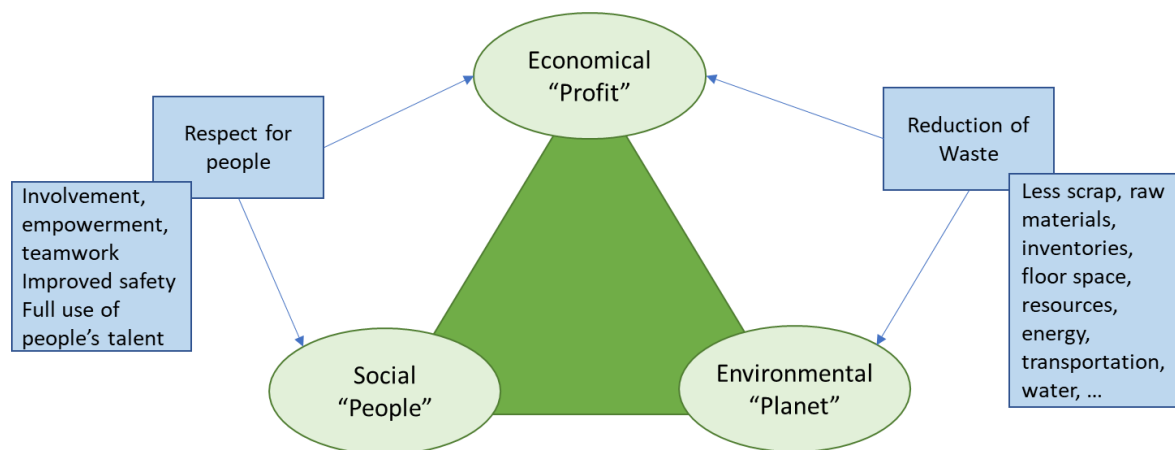 Economical
“Profit”
Respect for
people
Involvement,
empowerment,
teamwork
Improved safety
Full use of
people’s talent
Reduction of
Waste
Less scrap, raw
materials,
inventories,
floor space,
resources,
energy,
transportation,
water, ...
Social
“People”
Environmental
“Planet”